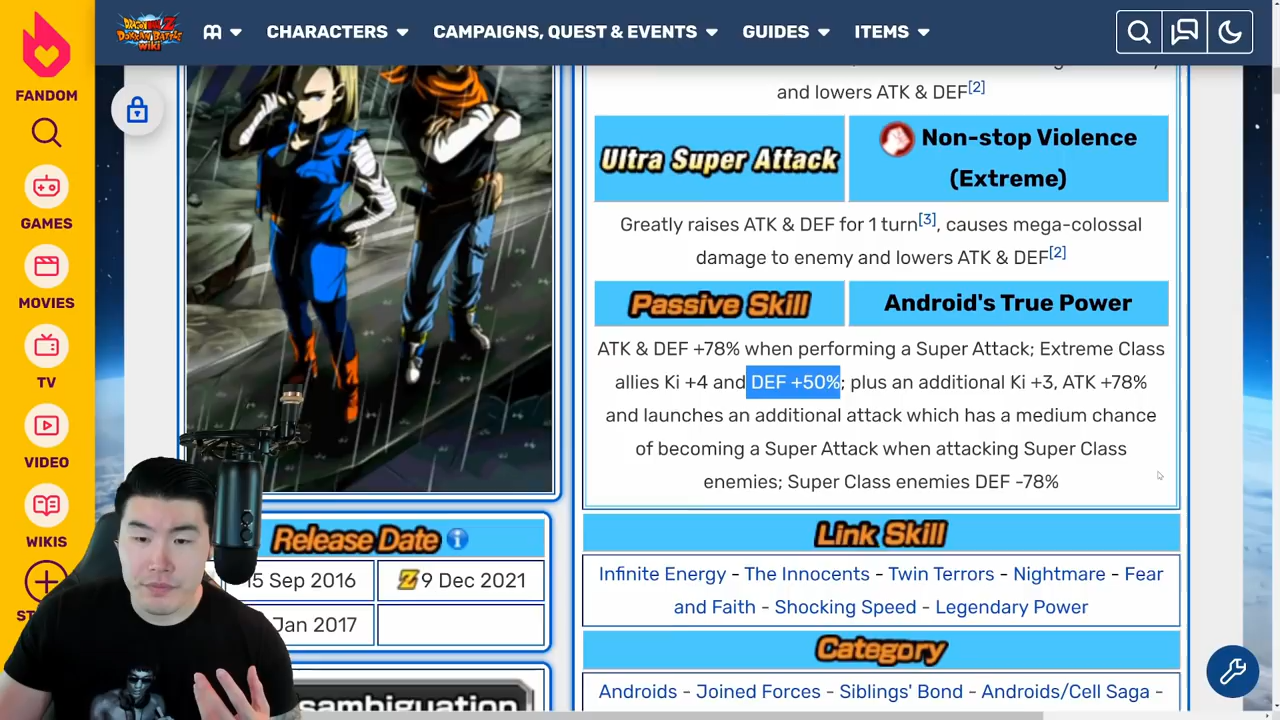 DRAGON BALL Z
DOKKAN BATTLE
WIKI
CHARACTERS
CAMPAIGNS, QUEST & EVENTS
GUIDES
ITEMS
FANDOM
GAMES
MOVIES
TV
VIDEO
WIKIS
and lowers ATK & DEF[2]
Ultra Super Attack
Non-stop Violence
(Extreme)
Greatly raises ATK & DEF for 1 turn[3], causes mega-colossal
damage to enemy and lowers ATK & DEF[2]
Passive Skill
Android's True Power
ATK & DEF +78% when performing a Super Attack; Extreme Class
allies Ki +4 and DEF +50%; plus an additional Ki +3, ATK +78%
and launches an additional attack which has a medium chance
of becoming a Super Attack when attacking Super Class
enemies; Super Class enemies DEF -78%
Link Skill
Infinite Energy - The Innocents - Twin Terrors - Nightmare - Fear
and Faith - Shocking Speed - Legendary Power
Category
Androids - Joined Forces - Siblings' Bond - Androids/Cell Saga -
Release Date
15 Sep 2016
Z 9 Dec 2021
Jan 2017